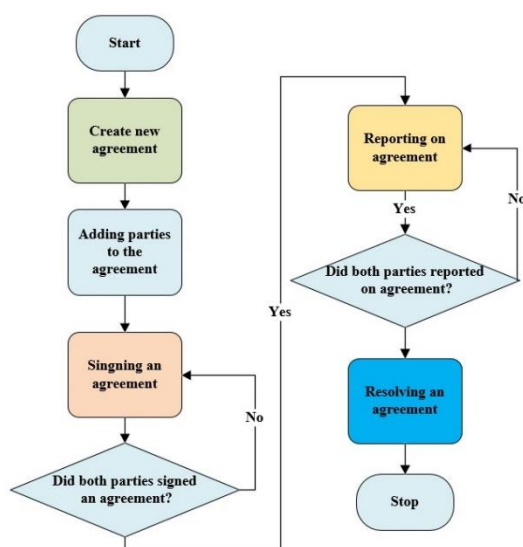 Start
Create new
agreement
Adding parties
to the
agreement
Singning an
agreement
No
Did both parties signed
an agreement?
Yes
Reporting on
agreement
No
Yes
Did both parties reported
on agreement?
Resolving an
agreement
Stop